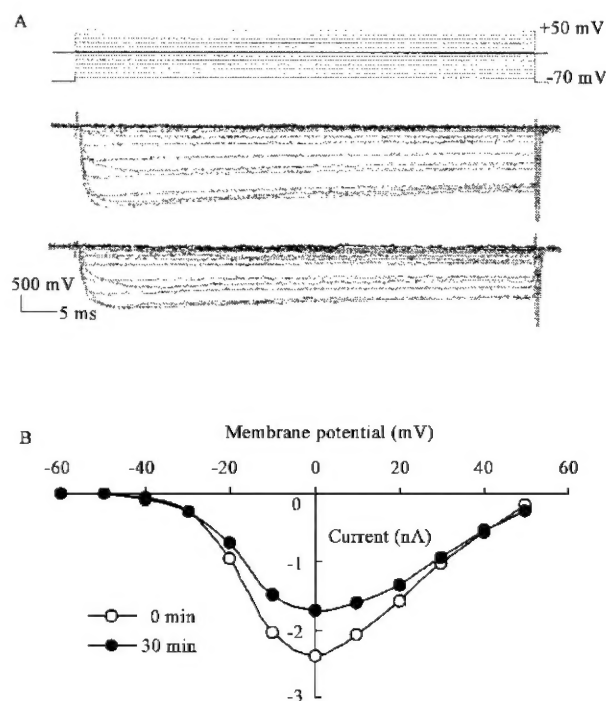 A
+50 mV
-70 mV
500 mV
5 ms
B
Membrane potential (mV)
-60 -40 -20 0 20 40 60
0
Current (nA)
-1
-2
-3
0 min
30 min